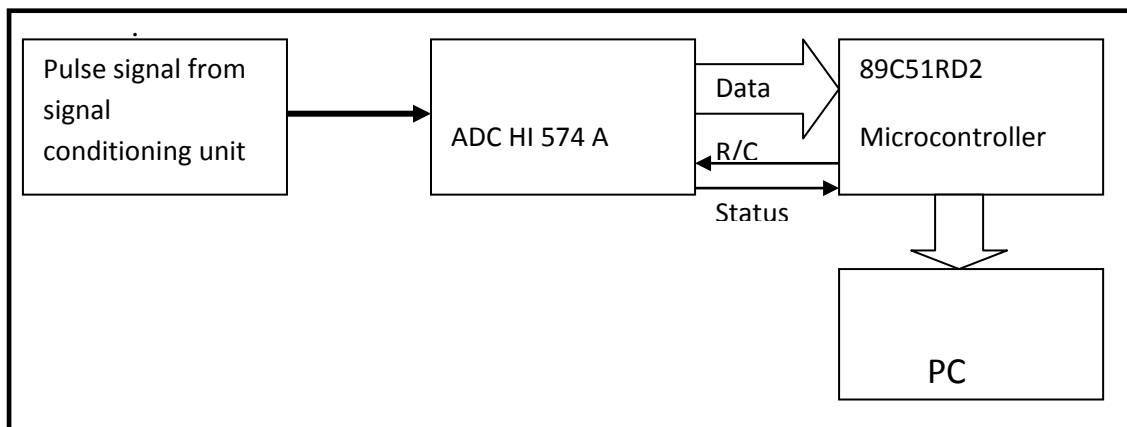 Pulse signal from
signal
conditioning unit
ADC HI 574 A
Data
R/C
Status
89C51RD2
Microcontroller
PC